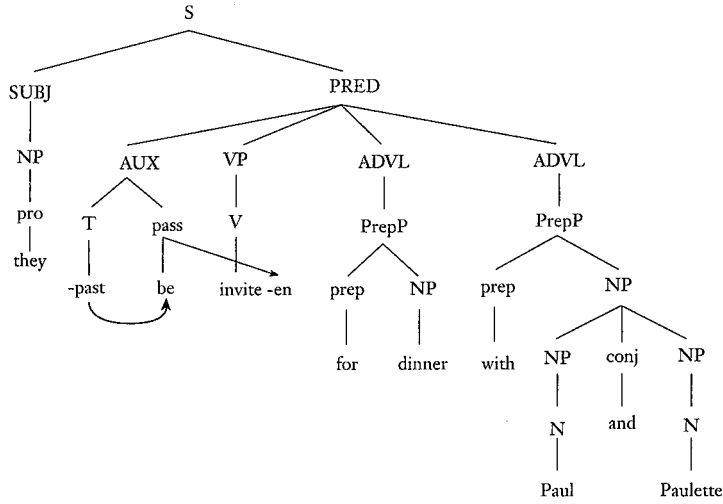 S
SUBJ PRED
NP AUX VP ADVL ADVL
pro T pass V PrepP PrepP
they -past be invite -en prep NP prep NP
for dinner with NP conj NP
N and N
Paul Paulette